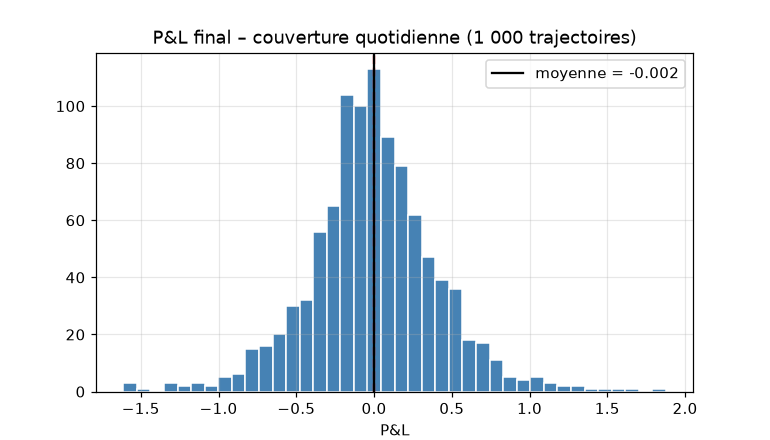 P&L final – couverture quotidienne (1 000 trajectoires)
moyenne = -0.002
100
80
60
40
20
0
−1.5 −1.0 −0.5 0.0 0.5 1.0 1.5 2.0
P&L